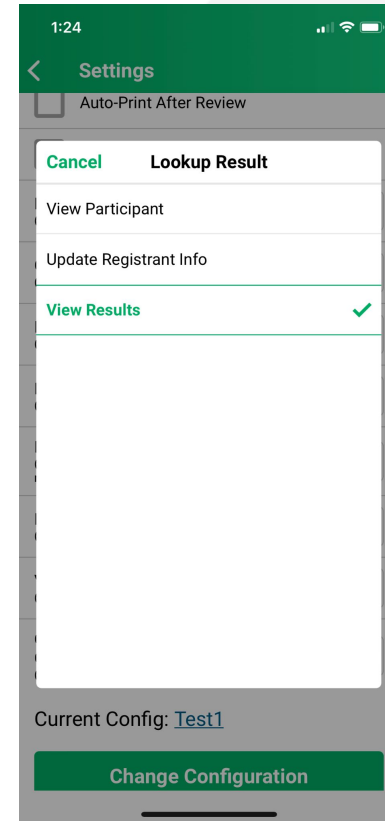 1:24
Settings
Auto-Print After Review
Cancel Lookup Result
View Participant
Update Registrant Info
View Results
Current Config: Test1
Change Configuration